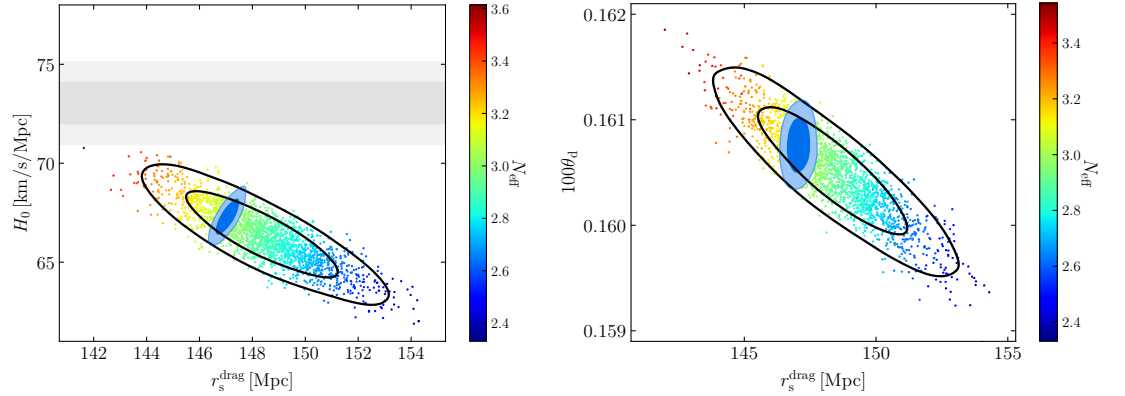 75
70
65
H₀ [km/s/Mpc]
142 144 146 148 150 152 154
r_s^drag [Mpc]
3.6
3.4
3.2
3.0
2.8
2.6
2.4
N_eff
0.162
0.161
0.160
0.159
100θ_d
145 150 155
r_s^drag [Mpc]
3.4
3.2
3.0
2.8
2.6
2.4
N_eff